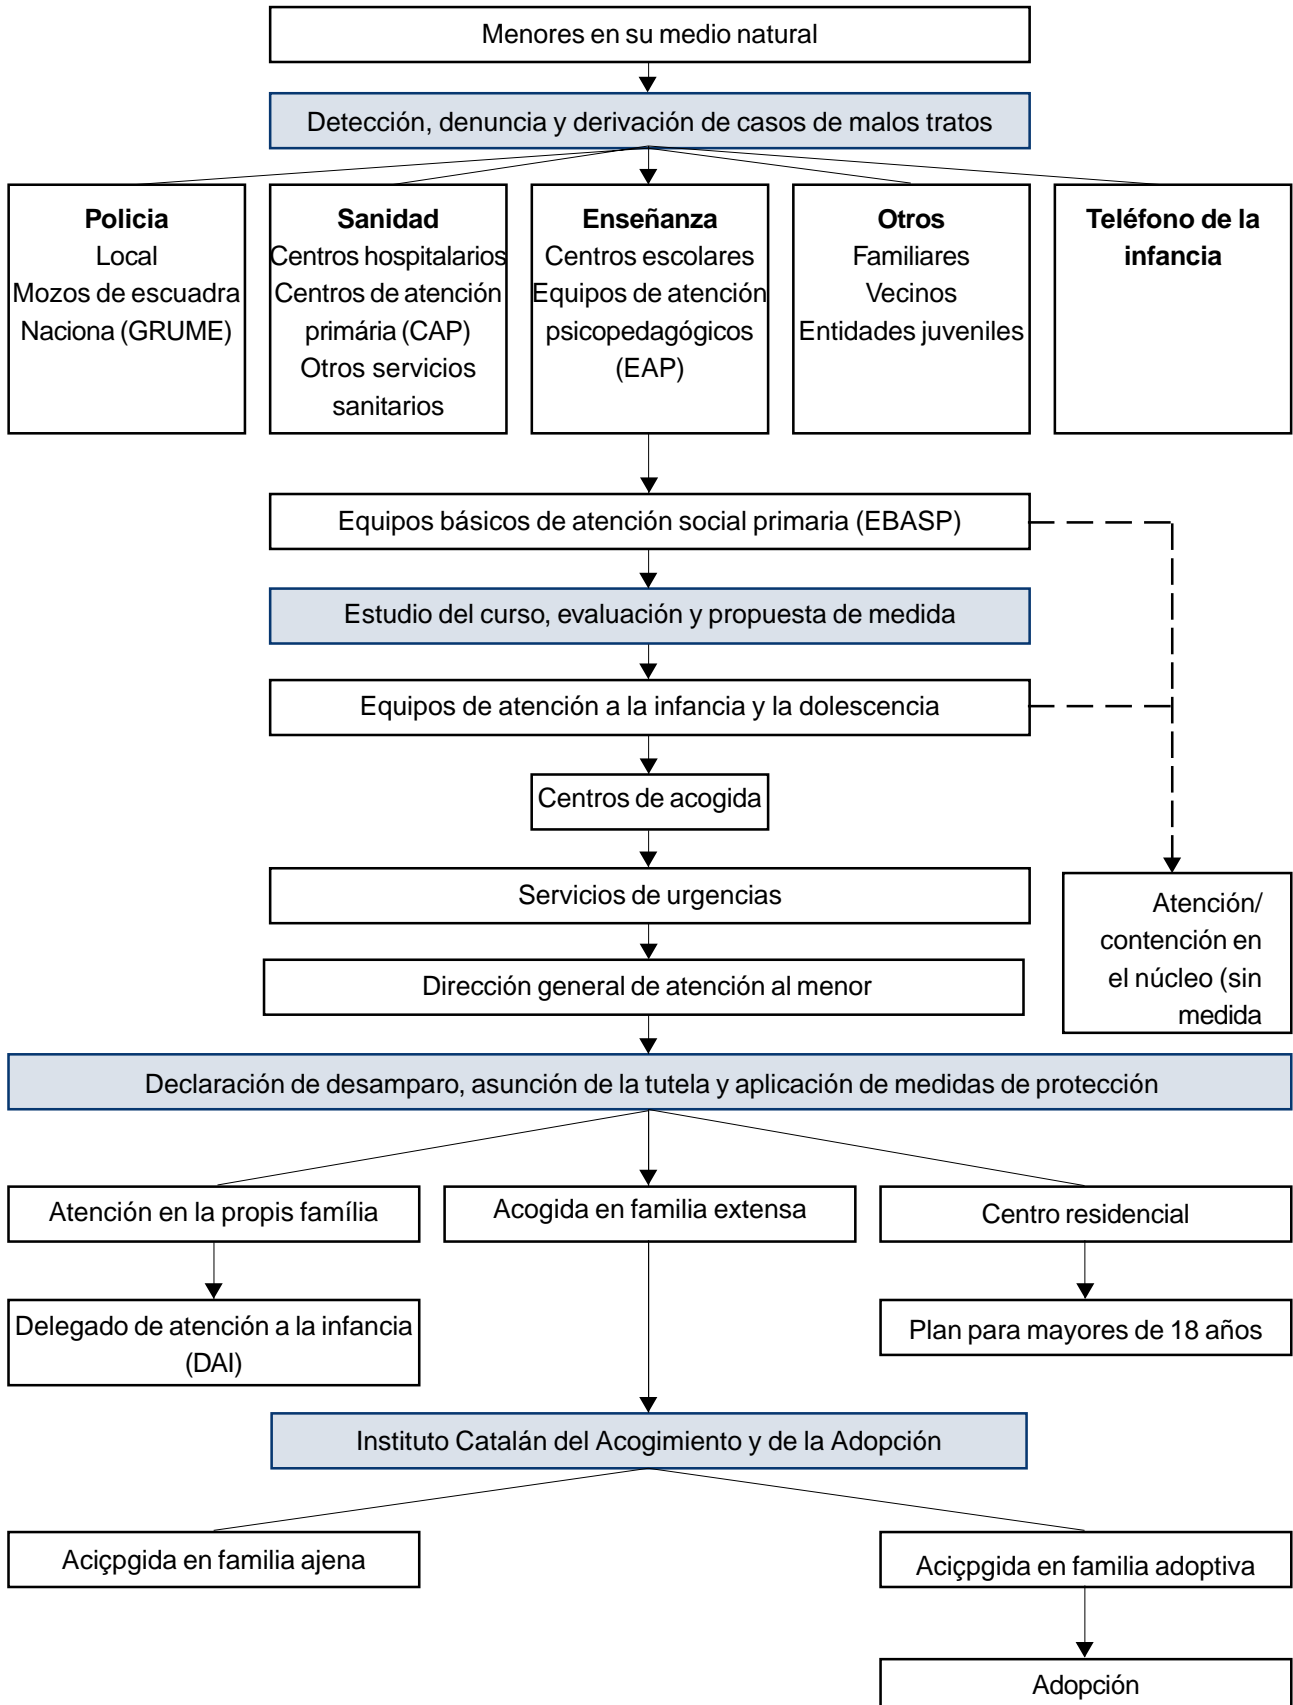 Menores en su medio natural
Detección, denuncia y derivación de casos de malos tratos
Policia
Local
Mozos de escuadra
Naciona (GRUME)
Sanidad
Centros hospitalarios
Centros de atención
primária (CAP)
Otros servicios
sanitarios
Enseñanza
Centros escolares
Equipos de atención
psicopedagógicos
(EAP)
Otros
Familiares
Vecinos
Entidades juveniles
Teléfono de la
infancia
Equipos básicos de atención social primaria (EBASP)
Estudio del curso, evaluación y propuesta de medida
Equipos de atención a la infancia y la dolescencia
Centros de acogida
Servicios de urgencias
Atención/
contención en
el núcleo (sin
medida
Dirección general de atención al menor
Declaración de desamparo, asunción de la tutela y aplicación de medidas de protección
Atención en la propis família
Acogida en familia extensa
Centro residencial
Delegado de atención a la infancia
(DAI)
Plan para mayores de 18 años
Instituto Catalán del Acogimiento y de la Adopción
Aciçpgida en familia ajena
Aciçpgida en familia adoptiva
Adopción